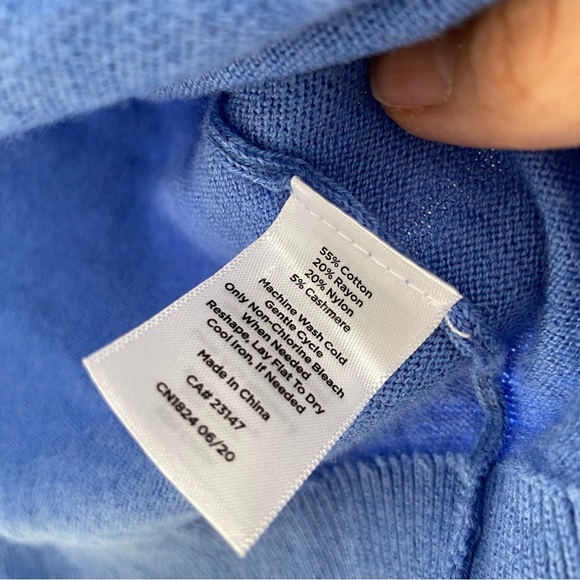 55% Cotton
20% Rayon
20% Nylon
5% Cashmere
Machine Wash Cold
Gentle Cycle
Only Non-Chlorine Bleach
When Needed
Reshape, Lay Flat To Dry
Cool Iron, If Needed
Made In China
CA# 23147
CN1824 06/20